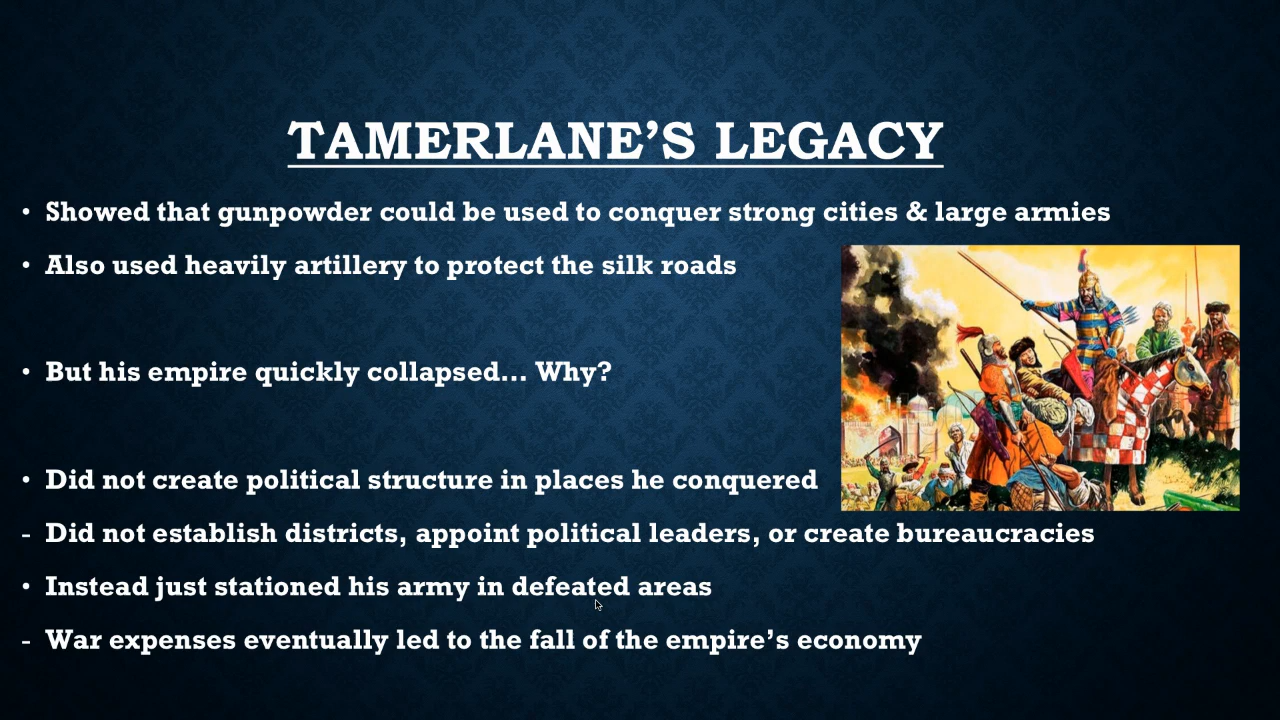 TAMERLANE’S LEGACY
• Showed that gunpowder could be used to conquer strong cities & large armies
• Also used heavily artillery to protect the silk roads
• But his empire quickly collapsed… Why?
• Did not create political structure in places he conquered
- Did not establish districts, appoint political leaders, or create bureaucracies
• Instead just stationed his army in defeated areas
- War expenses eventually led to the fall of the empire’s economy